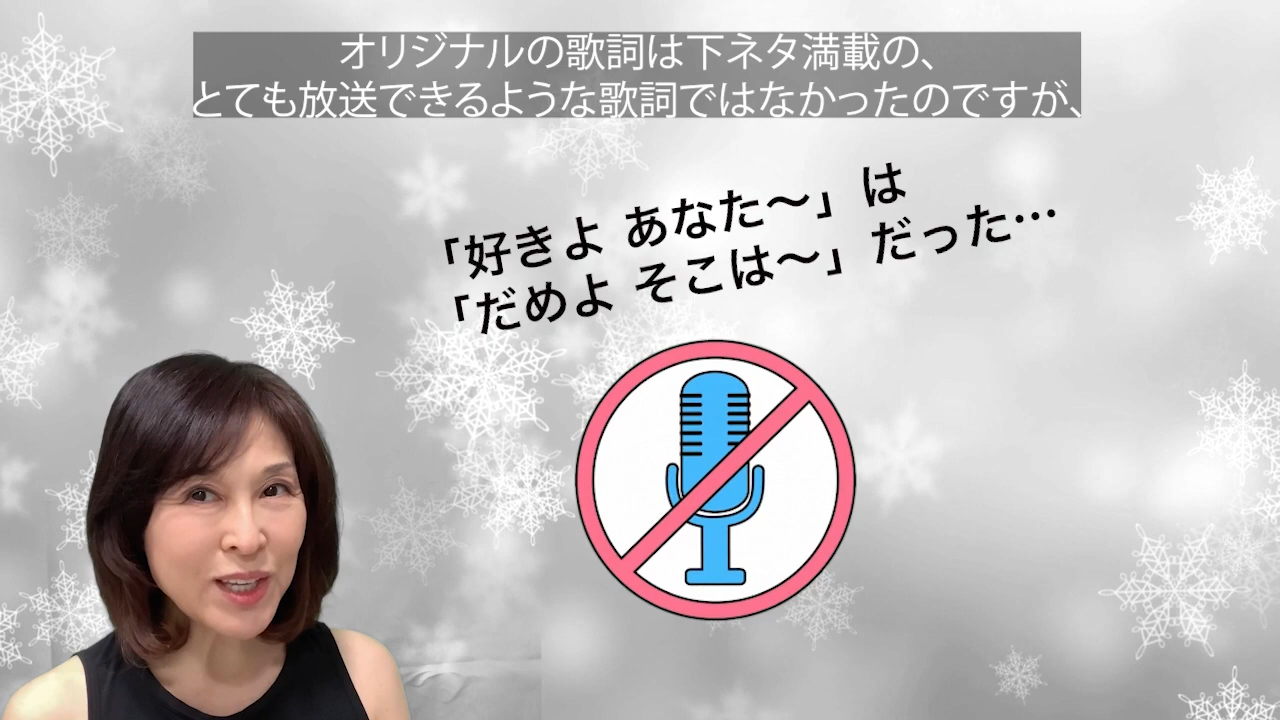 オリジナルの歌詞は下ネタ満載の、
とても放送できるような歌詞ではなかったのですが、
「好きよ あなた～」は
「だめよ そこは～」だった…